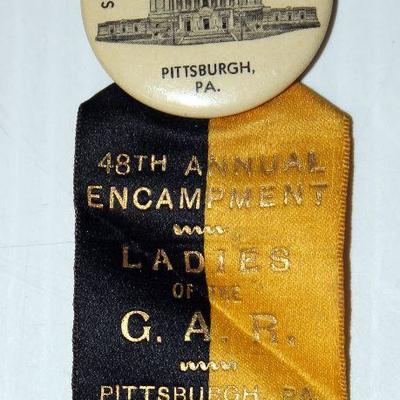 PITTSBURGH,
PA.
48TH ANNUAL
ENCAMPMENT
LADIES
OF THE
G. A. R.
PITTSBURGH, PA.